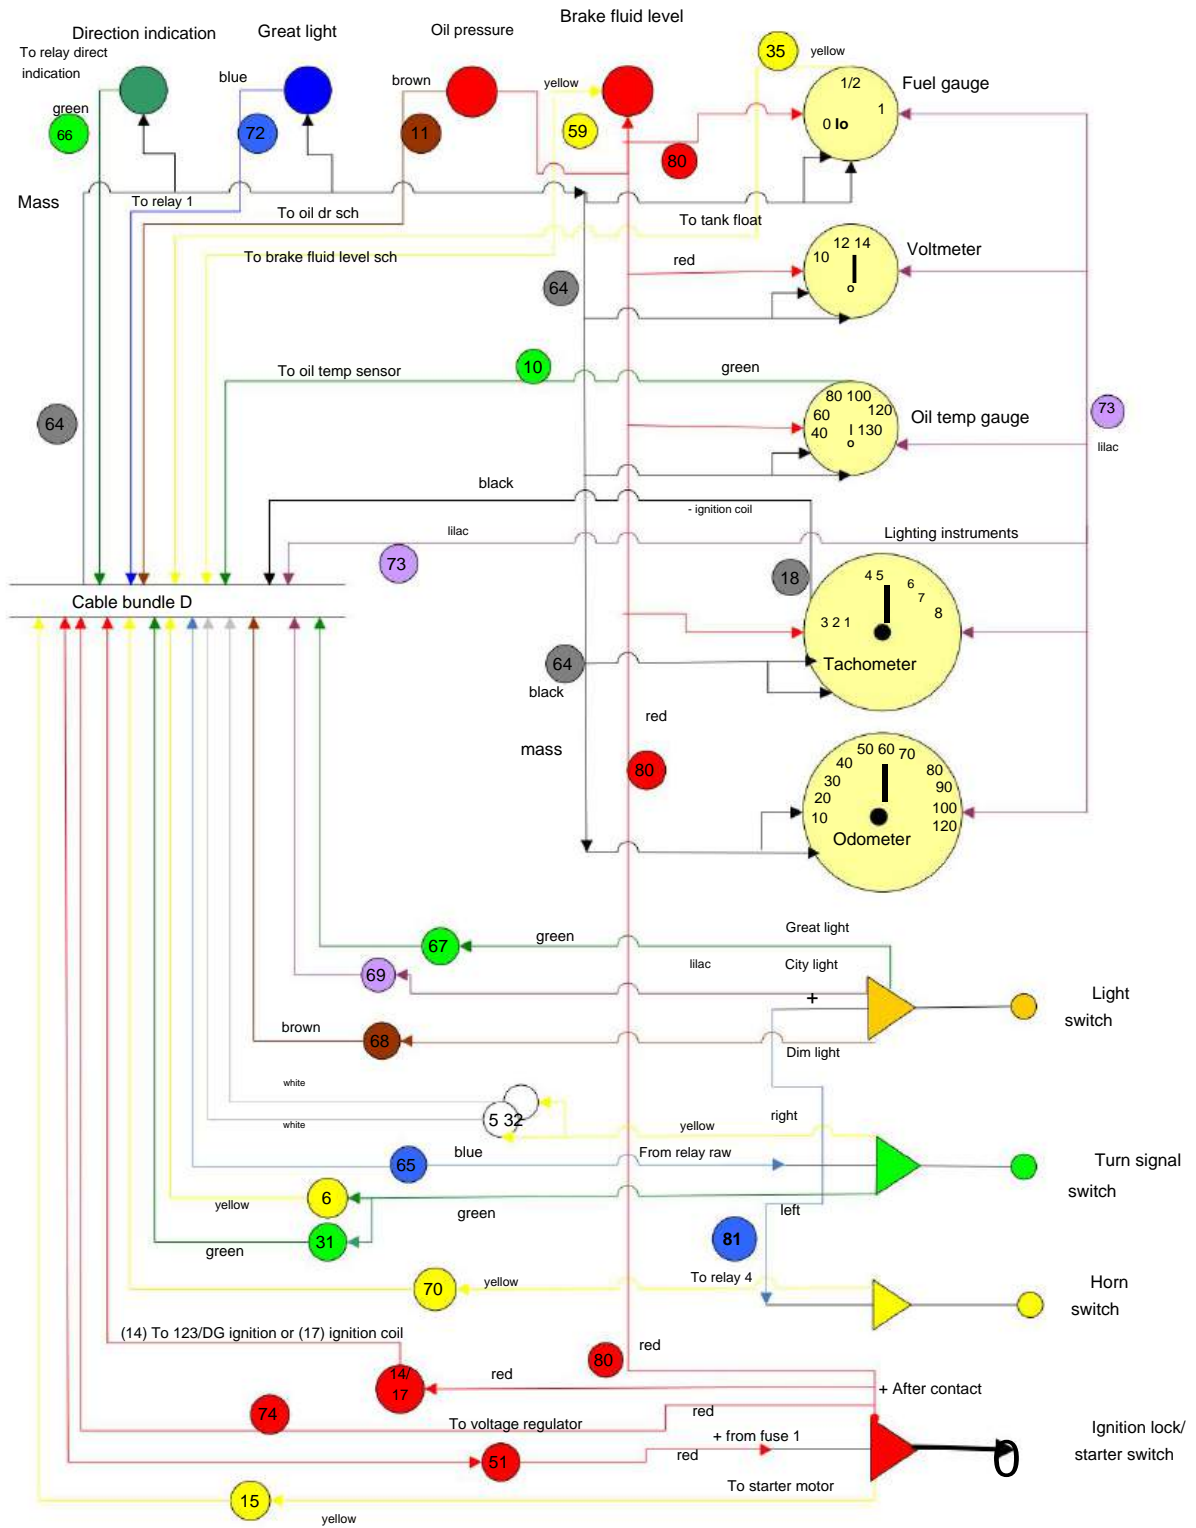 Brake fluid level
Direction indication
Great light
Oil pressure
To relay direct
indication
blue
brown
yellow
35
yellow
Fuel gauge
1/2
1
0 lo
green
66
72
11
59
80
Mass
To relay 1
To oil dr sch
To tank float
To brake fluid level sch
red
64
12 14
10
o
Voltmeter
To oil temp sensor
10
green
80 100
60
120
40
130
o
Oil temp gauge
64
73
lilac
black
- ignition coil
lilac
73
Lighting instruments
18
4 5
6
7
8
3 2 1
Tachometer
Cable bundle D
64
black
red
mass
80
50 60 70
40
80
30
90
20
100
10
120
Odometer
67
green
Great light
69
lilac
City light
+
Light
switch
brown
68
Dim light
white
white
5 32
right
yellow
65
blue
From relay raw
Turn signal
switch
6
yellow
green
left
31
green
81
70
yellow
To relay 4
Horn
switch
(14) To 123/DG ignition or (17) ignition coil
80
red
14/
17
red
+ After contact
74
To voltage regulator
red
+ from fuse 1
51
red
0
Ignition lock/
starter switch
To starter motor
15
yellow